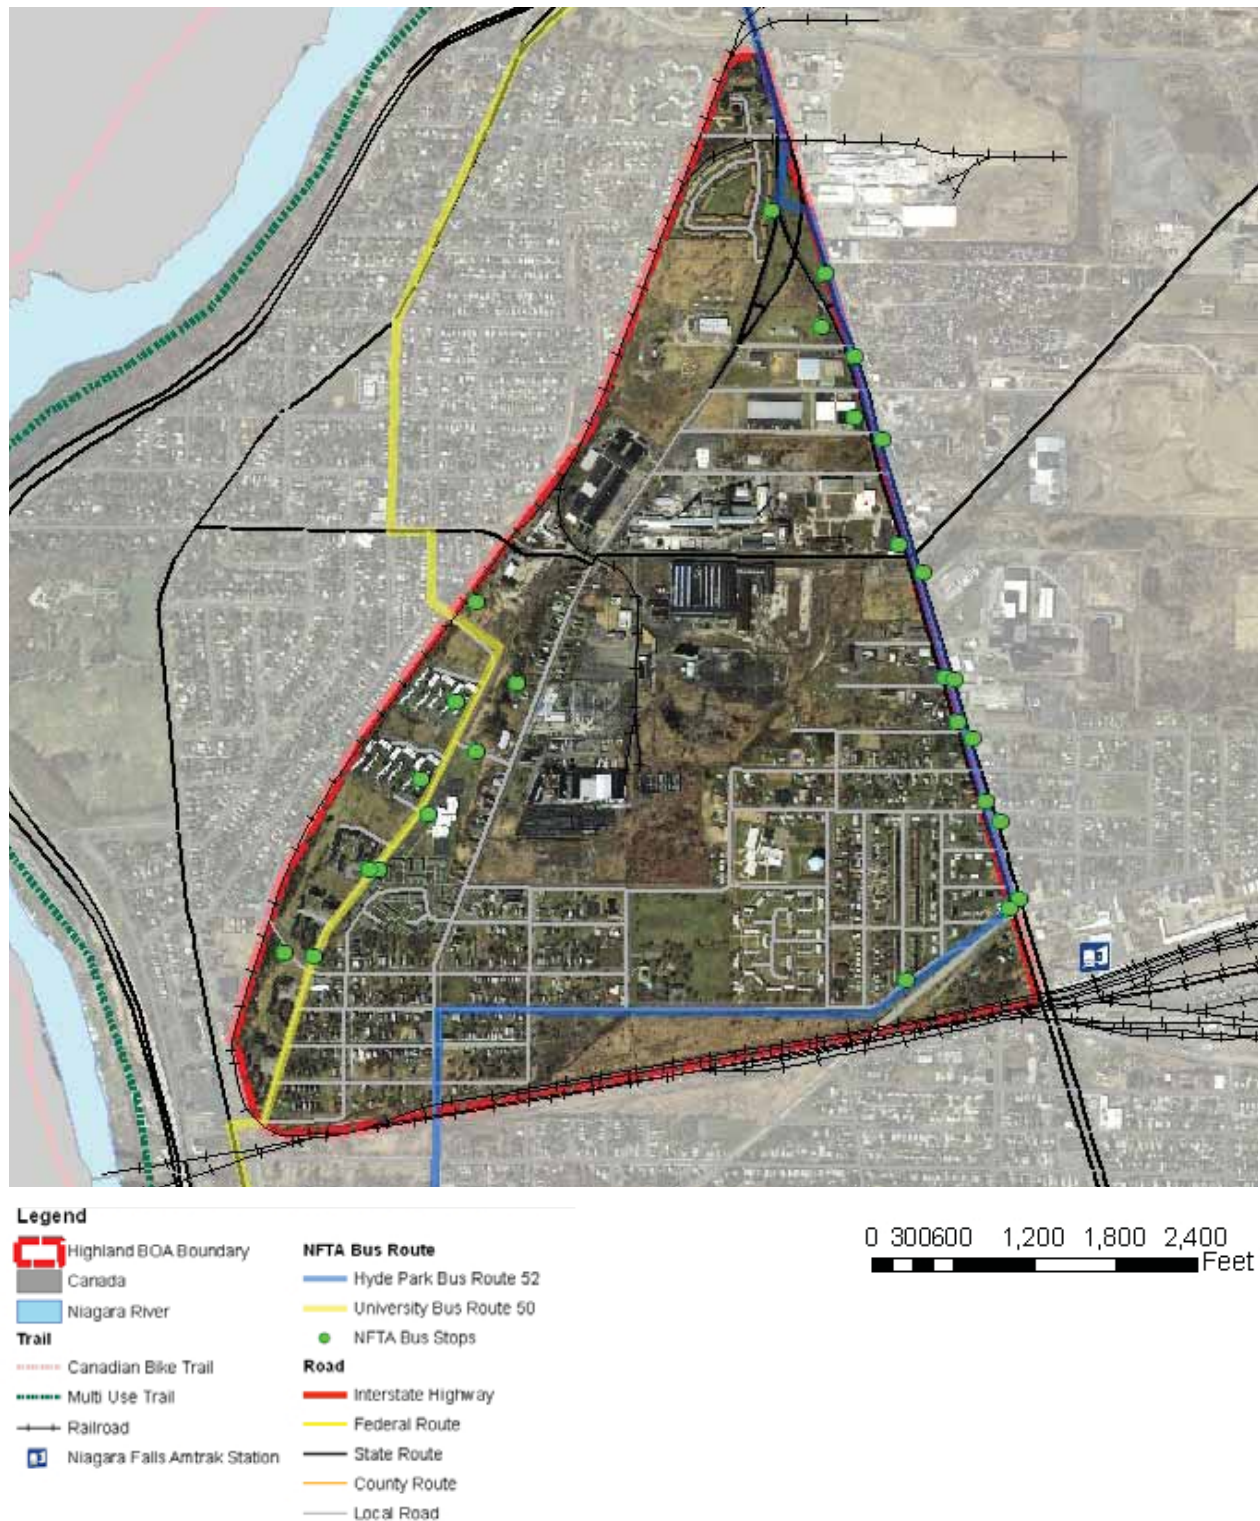 Legend
Highland BOA Boundary
Canada
Niagara River
Trail
Canadian Bike Trail
Multi Use Trail
Railroad
Niagara Falls Amtrak Station
NFTA Bus Route
Hyde Park Bus Route 52
University Bus Route 50
NFTA Bus Stops
Road
Interstate Highway
Federal Route
State Route
County Route
Local Road
0 300600 1,200 1,800 2,400
Feet